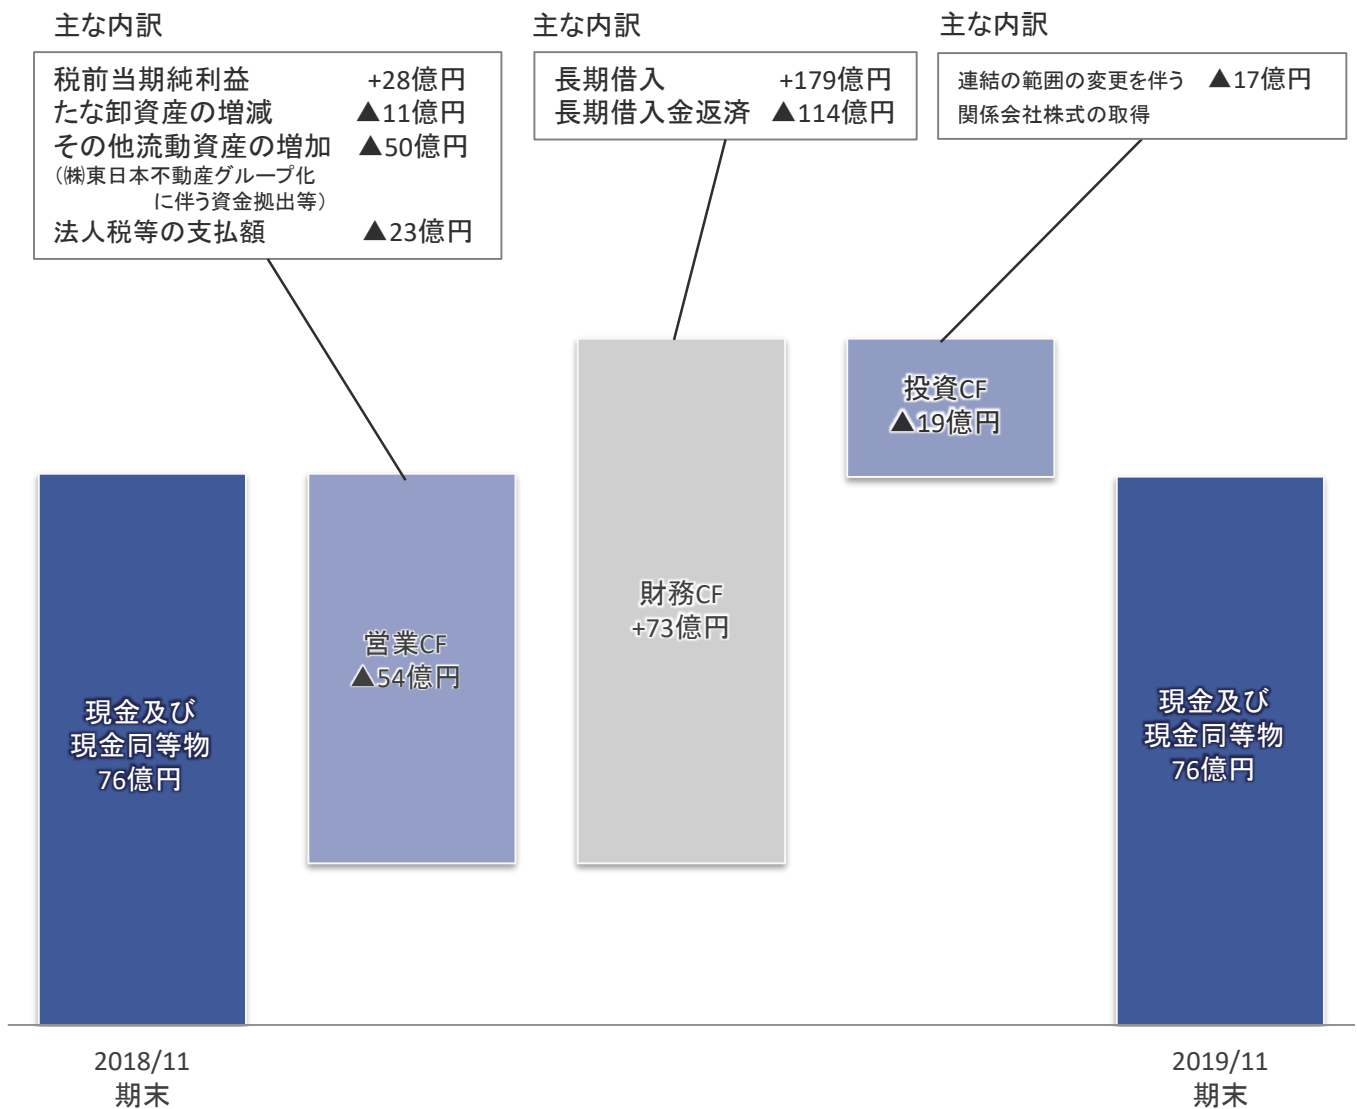 主な内訳
税前当期純利益 +28億円
たな卸資産の増減 ▲11億円
その他流動資産の増加 ▲50億円
（㈱東日本不動産グループ化
に伴う資金拠出等）
法人税等の支払額 ▲23億円
主な内訳
長期借入 +179億円
長期借入金返済 ▲114億円
主な内訳
連結の範囲の変更を伴う ▲17億円
関係会社株式の取得
現金及び
現金同等物
76億円
営業CF
▲54億円
財務CF
+73億円
投資CF
▲19億円
現金及び
現金同等物
76億円
2018/11
期末
2019/11
期末